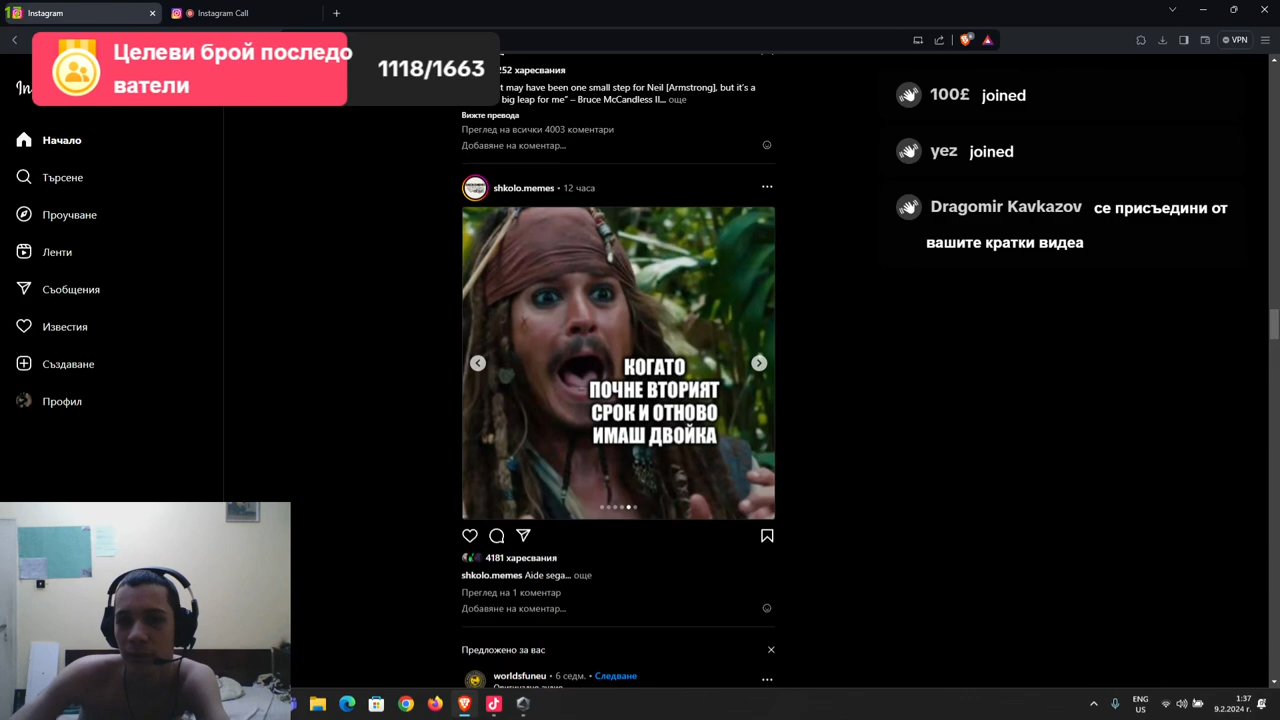 Instagram
Instagram Call
VPN
Целеви брой последо
ватели
1118/1663
Начало
Търсене
Проучване
Ленти
Съобщения
Известия
Създаване
Профил
252 харесвания
t may have been one small step for Neil [Armstrong], but it's a
big leap for me” – Bruce McCandless II... още
Вижте превода
Преглед на всички 4003 коментари
Добавяне на коментар...
shkolo.memes • 12 часа
КОГАТО
ПОЧНЕ ВТОРИЯТ
СРОК И ОТНОВО
ИМАШ ДВОЙКА
4181 харесвания
shkolo.memes Aide sega... още
Преглед на 1 коментар
Добавяне на коментар...
Предложено за вас
worldsfuneu • 6 седм. • Следване
Оригинално аудио
100£ joined
yez joined
Dragomir Kavkazov се присъедини от
вашите кратки видеа
ENG
US
1:37
9.2.2024 г.